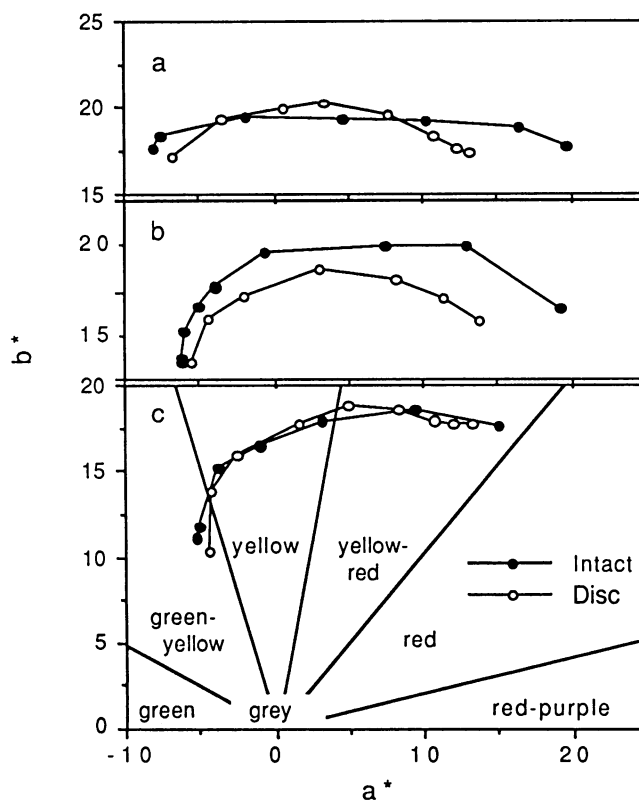 25
a
20
15
b
20
15
b*
20
c
15
yellow
yellow-
red
Intact
Disc
10
green-
yellow
red
5
green
grey
red-purple
0
-10
0
10
20
a*